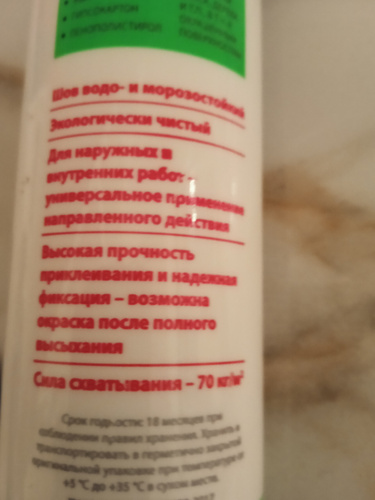 • ГИПСОКАРТОН
• ПЕНОПОЛИСТИРОЛ
Шов водо- и морозостойкий
Экологически чистый
Для наружных и
внутренних работ -
универсальное применение
направленного действия
Высокая прочность
приклеивания и надежная
фиксация – возможна
окраска после полного
высыхания
Сила схватывания – 70 кг/м²
Срок годности: 18 месяцев при
соблюдении правил хранения. Хранить и
транспортировать в герметично закрытой
оригинальной упаковке при температуре от
+5 °С до +35 °С в сухом месте.